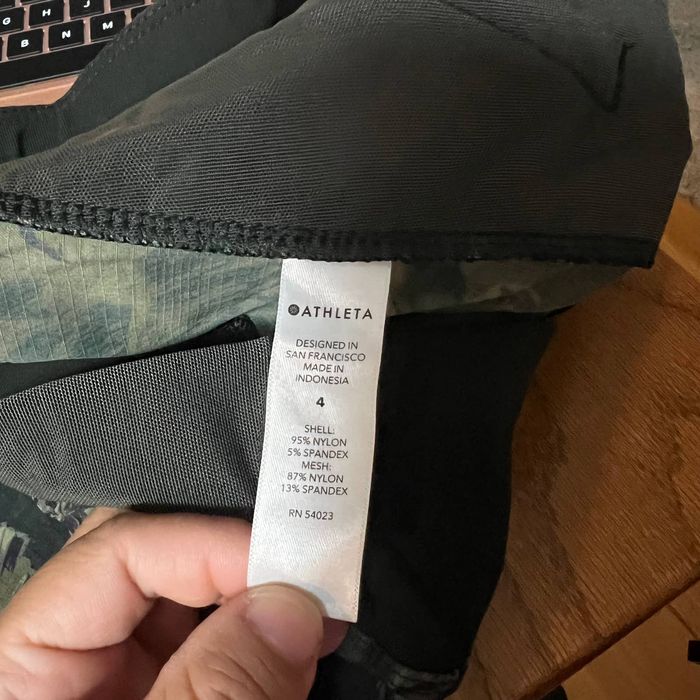 G H J
B N M
ATHLETA
DESIGNED IN
SAN FRANCISCO
MADE IN
INDONESIA
4
SHELL:
95% NYLON
5% SPANDEX
MESH:
87% NYLON
13% SPANDEX
RN 54023